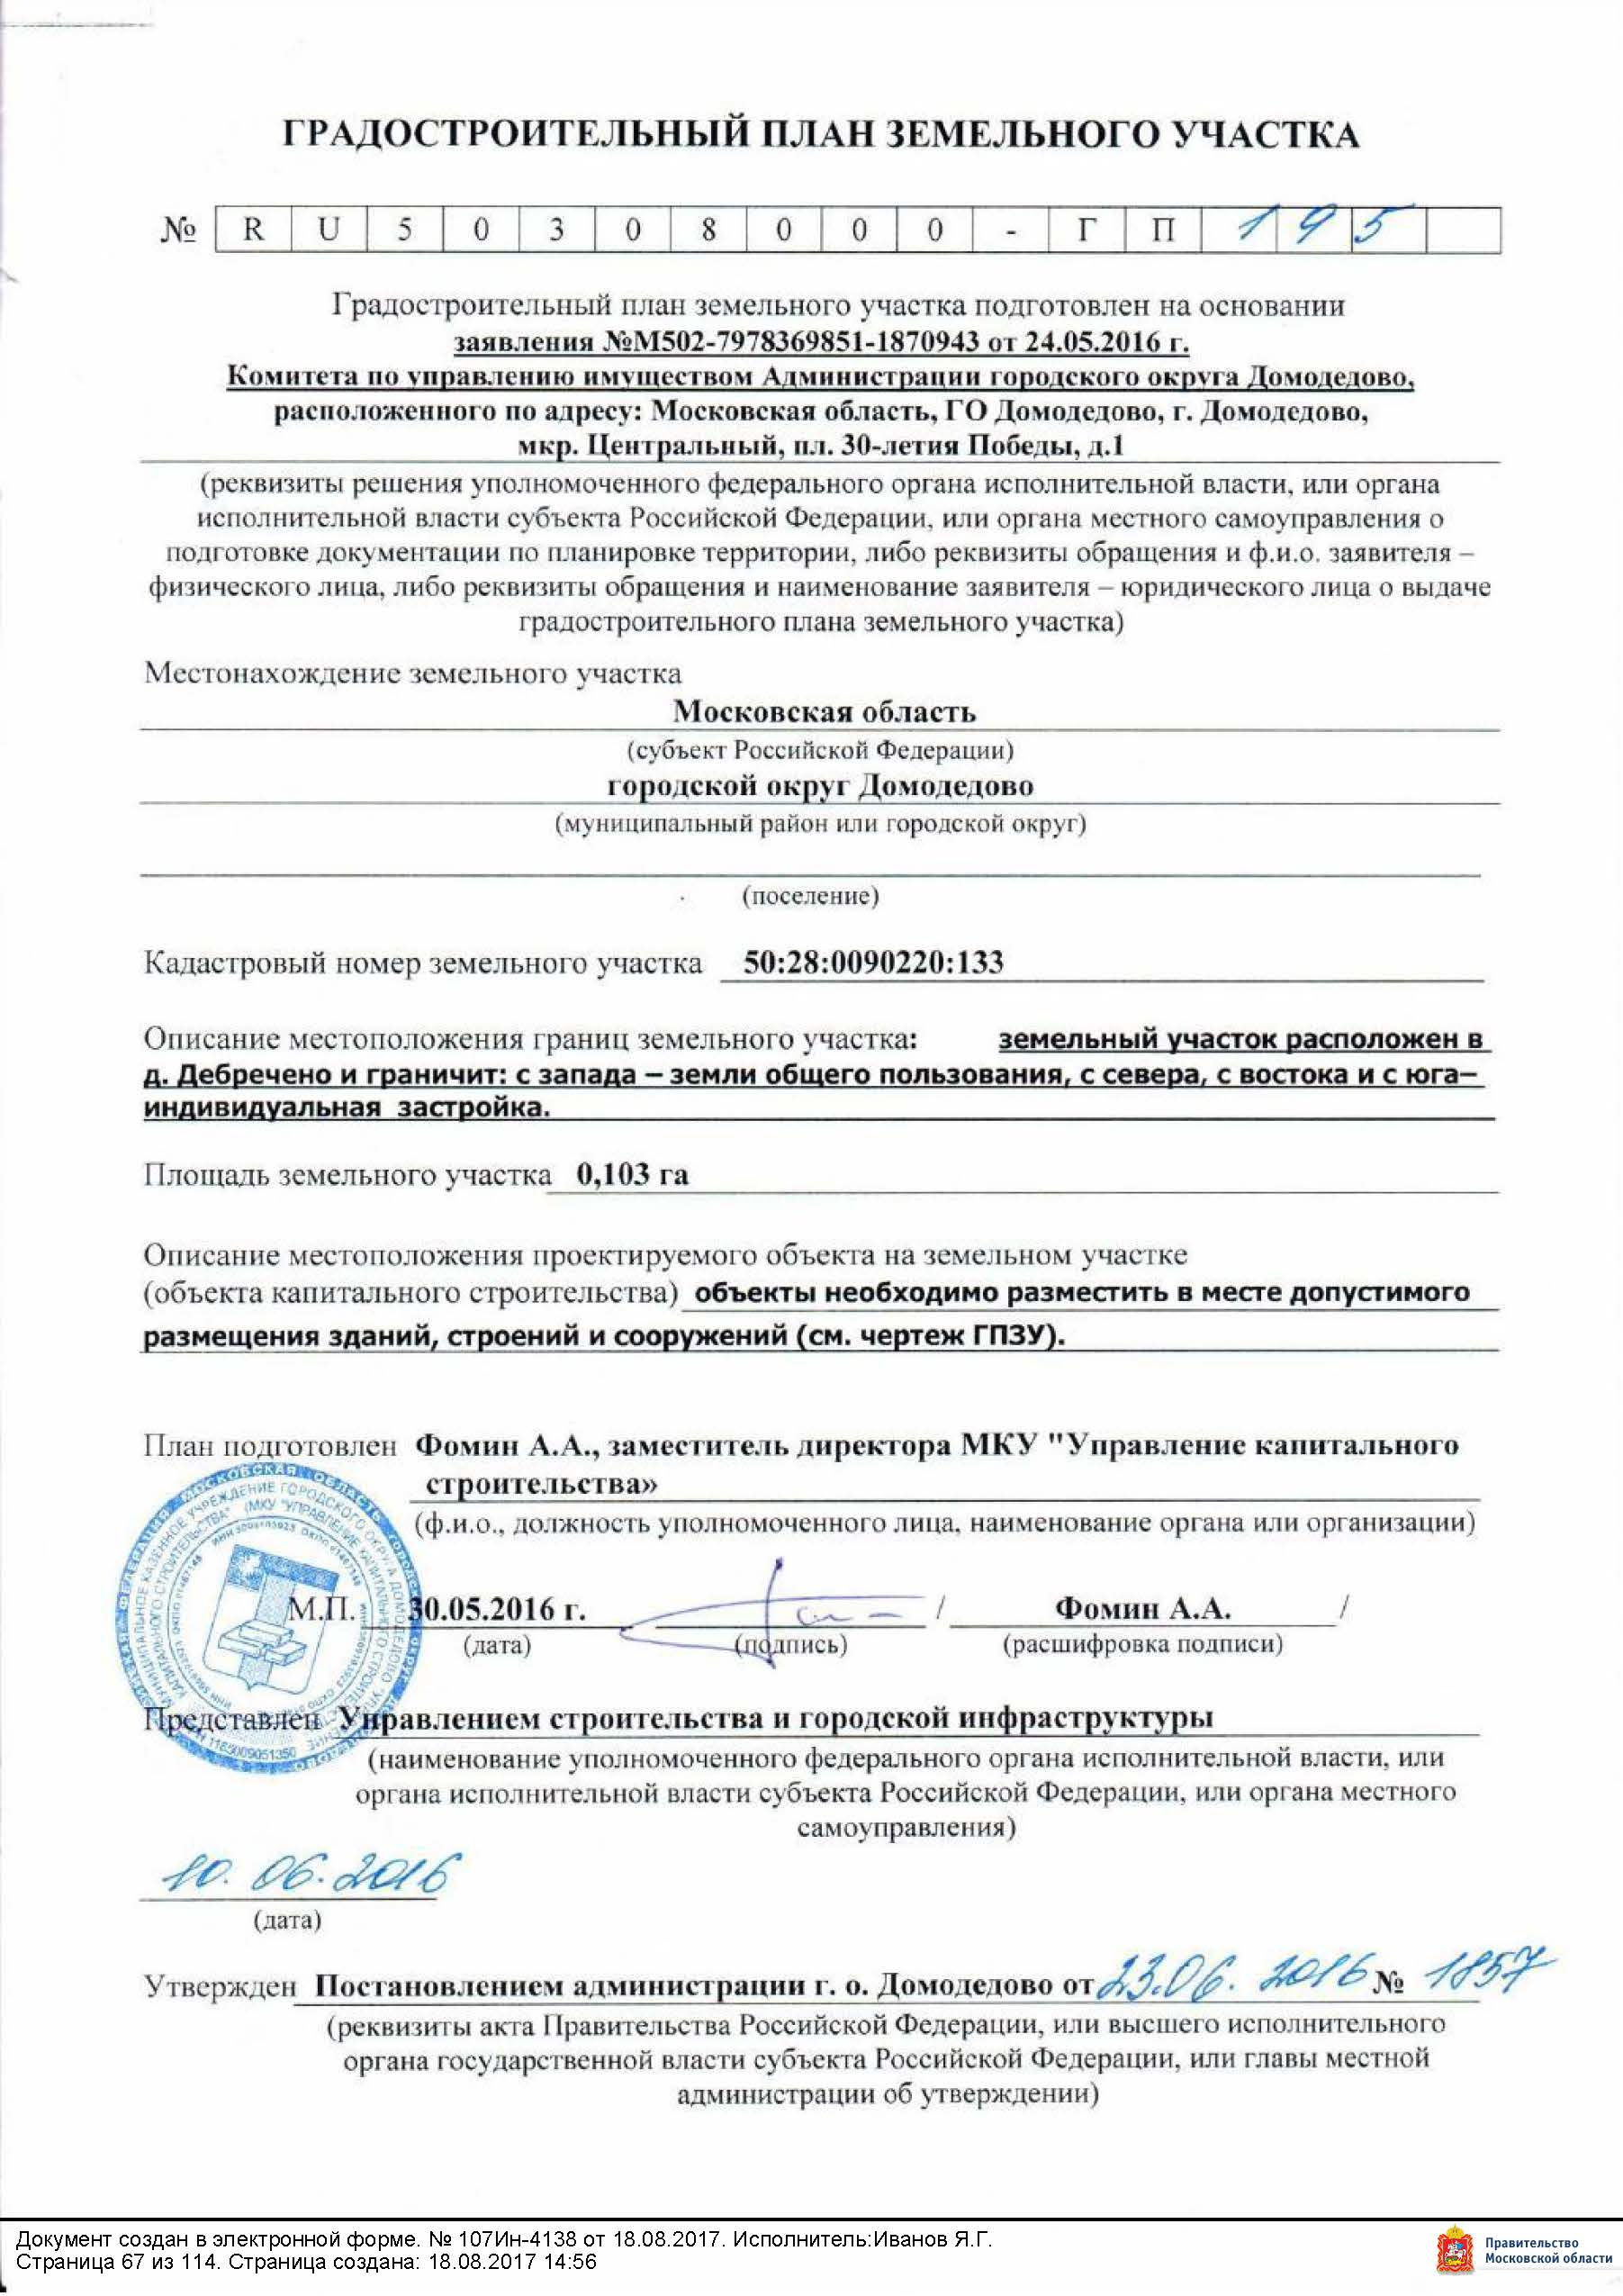 ГРАДОСТРОИТЕЛЬНЫЙ ПЛАН ЗЕМЕЛЬНОГО УЧАСТКА
№ R U 5 0 3 0 8 0 0 0 - Г П 1 9 5
Градостроительный план земельного участка подготовлен на основании
заявления №М502-7978369851-1870943 от 24.05.2016 г.
Комитета по управлению имуществом Администрации городского округа Домодедово,
расположенного по адресу: Московская область, ГО Домодедово, г. Домодедово,
мкр. Центральный, пл. 30-летия Победы, д.1
(реквизиты решения уполномоченного федерального органа исполнительной власти, или органа
исполнительной власти субъекта Российской Федерации, или органа местного самоуправления о
подготовке документации по планировке территории, либо реквизиты обращения и ф.и.о. заявителя –
физического лица, либо реквизиты обращения и наименование заявителя – юридического лица о выдаче
градостроительного плана земельного участка)
Местонахождение земельного участка
Московская область
(субъект Российской Федерации)
городской округ Домодедово
(муниципальный район или городской округ)
(поселение)
Кадастровый номер земельного участка 50:28:0090220:133
Описание местоположения границ земельного участка: земельный участок расположен в
д. Дебречено и граничит: с запада – земли общего пользования, с севера, с востока и с юга–
индивидуальная застройка.
Площадь земельного участка 0,103 га
Описание местоположения проектируемого объекта на земельном участке
(объекта капитального строительства) объекты необходимо разместить в месте допустимого
размещения зданий, строений и сооружений (см. чертеж ГПЗУ).
План подготовлен Фомин А.А., заместитель директора МКУ "Управление капитального
строительства»
(ф.и.о., должность уполномоченного лица, наименование органа или организации)
М.П. 30.05.2016 г. / Фомин А.А. /
(дата) (подпись) (расшифровка подписи)
Представлен Управлением строительства и городской инфраструктуры
(наименование уполномоченного федерального органа исполнительной власти, или
органа исполнительной власти субъекта Российской Федерации, или органа местного
самоуправления)
10.06.2016
(дата)
Утвержден Постановлением администрации г. о. Домодедово от 23.06.2016 № 1857
(реквизиты акта Правительства Российской Федерации, или высшего исполнительного
органа государственной власти субъекта Российской Федерации, или главы местной
администрации об утверждении)
Документ создан в электронной форме. № 107Ин-4138 от 18.08.2017. Исполнитель:Иванов Я.Г.
Страница 67 из 114. Страница создана: 18.08.2017 14:56
Правительство
Московской области